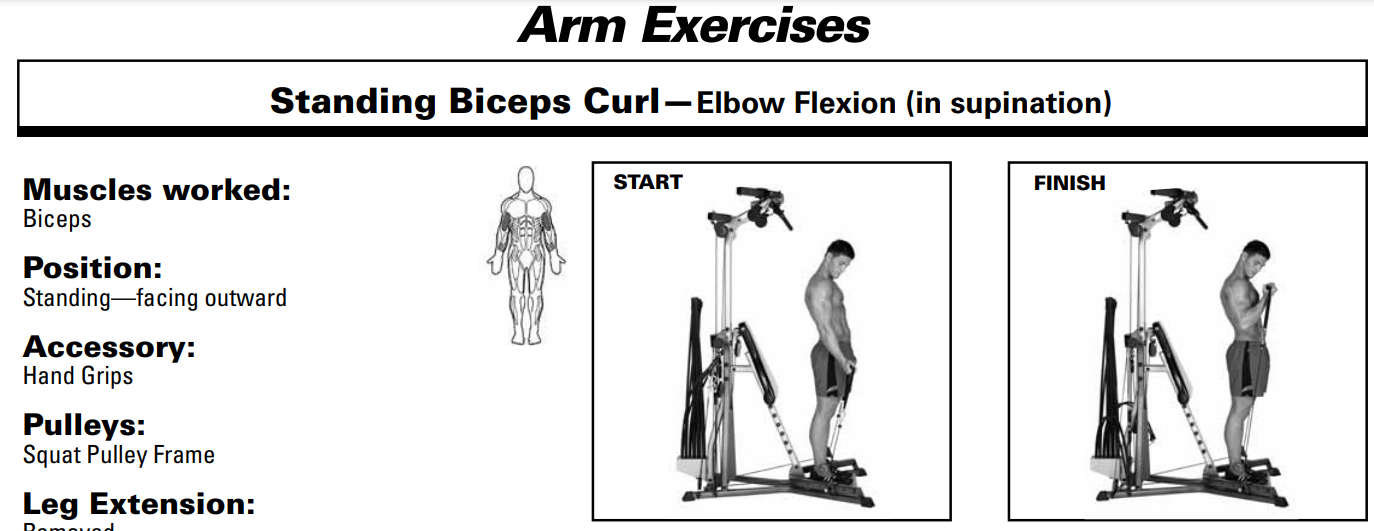 Arm Exercises
Standing Biceps Curl—Elbow Flexion (in supination)
Muscles worked:
Biceps
Position:
Standing—facing outward
Accessory:
Hand Grips
Pulleys:
Squat Pulley Frame
Leg Extension:
Removed
START
FINISH